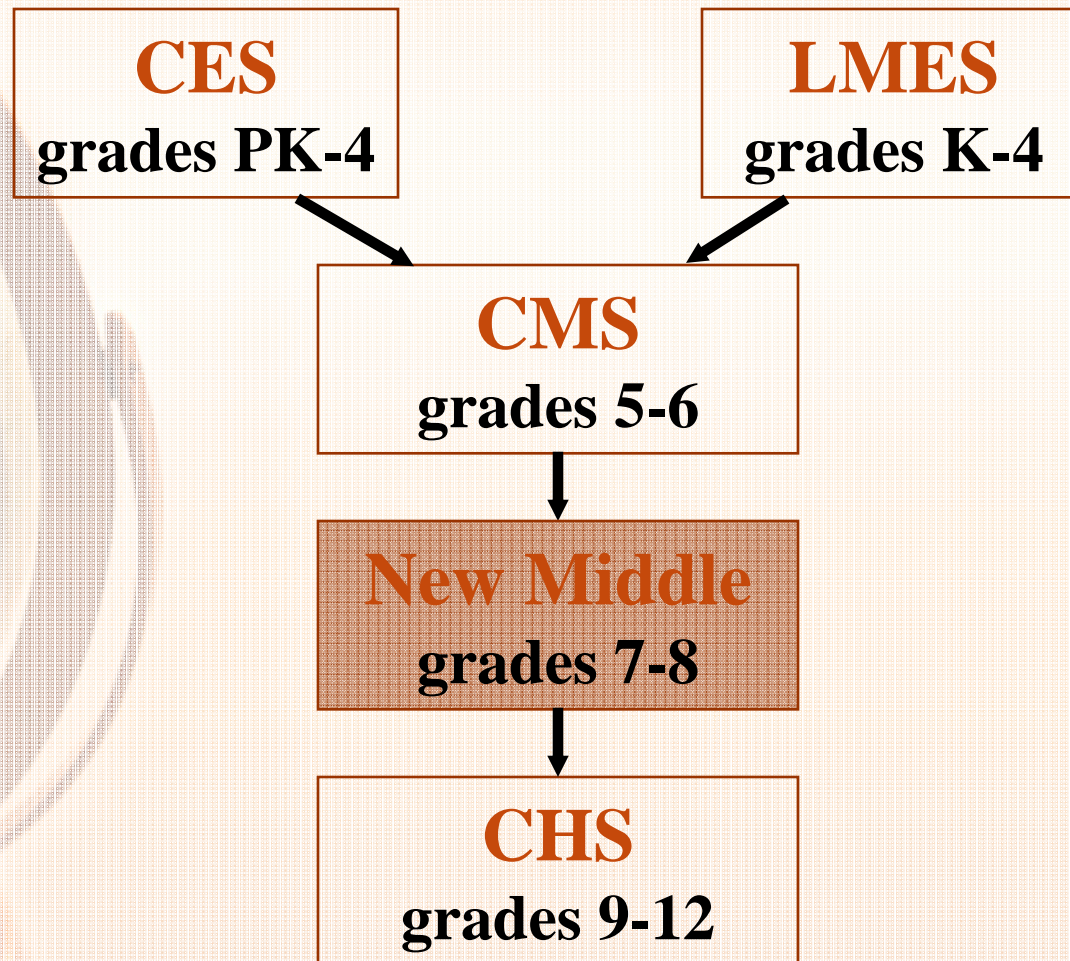 CES
grades PK-4
LMES
grades K-4
CMS
grades 5-6
New Middle
grades 7-8
CHS
grades 9-12